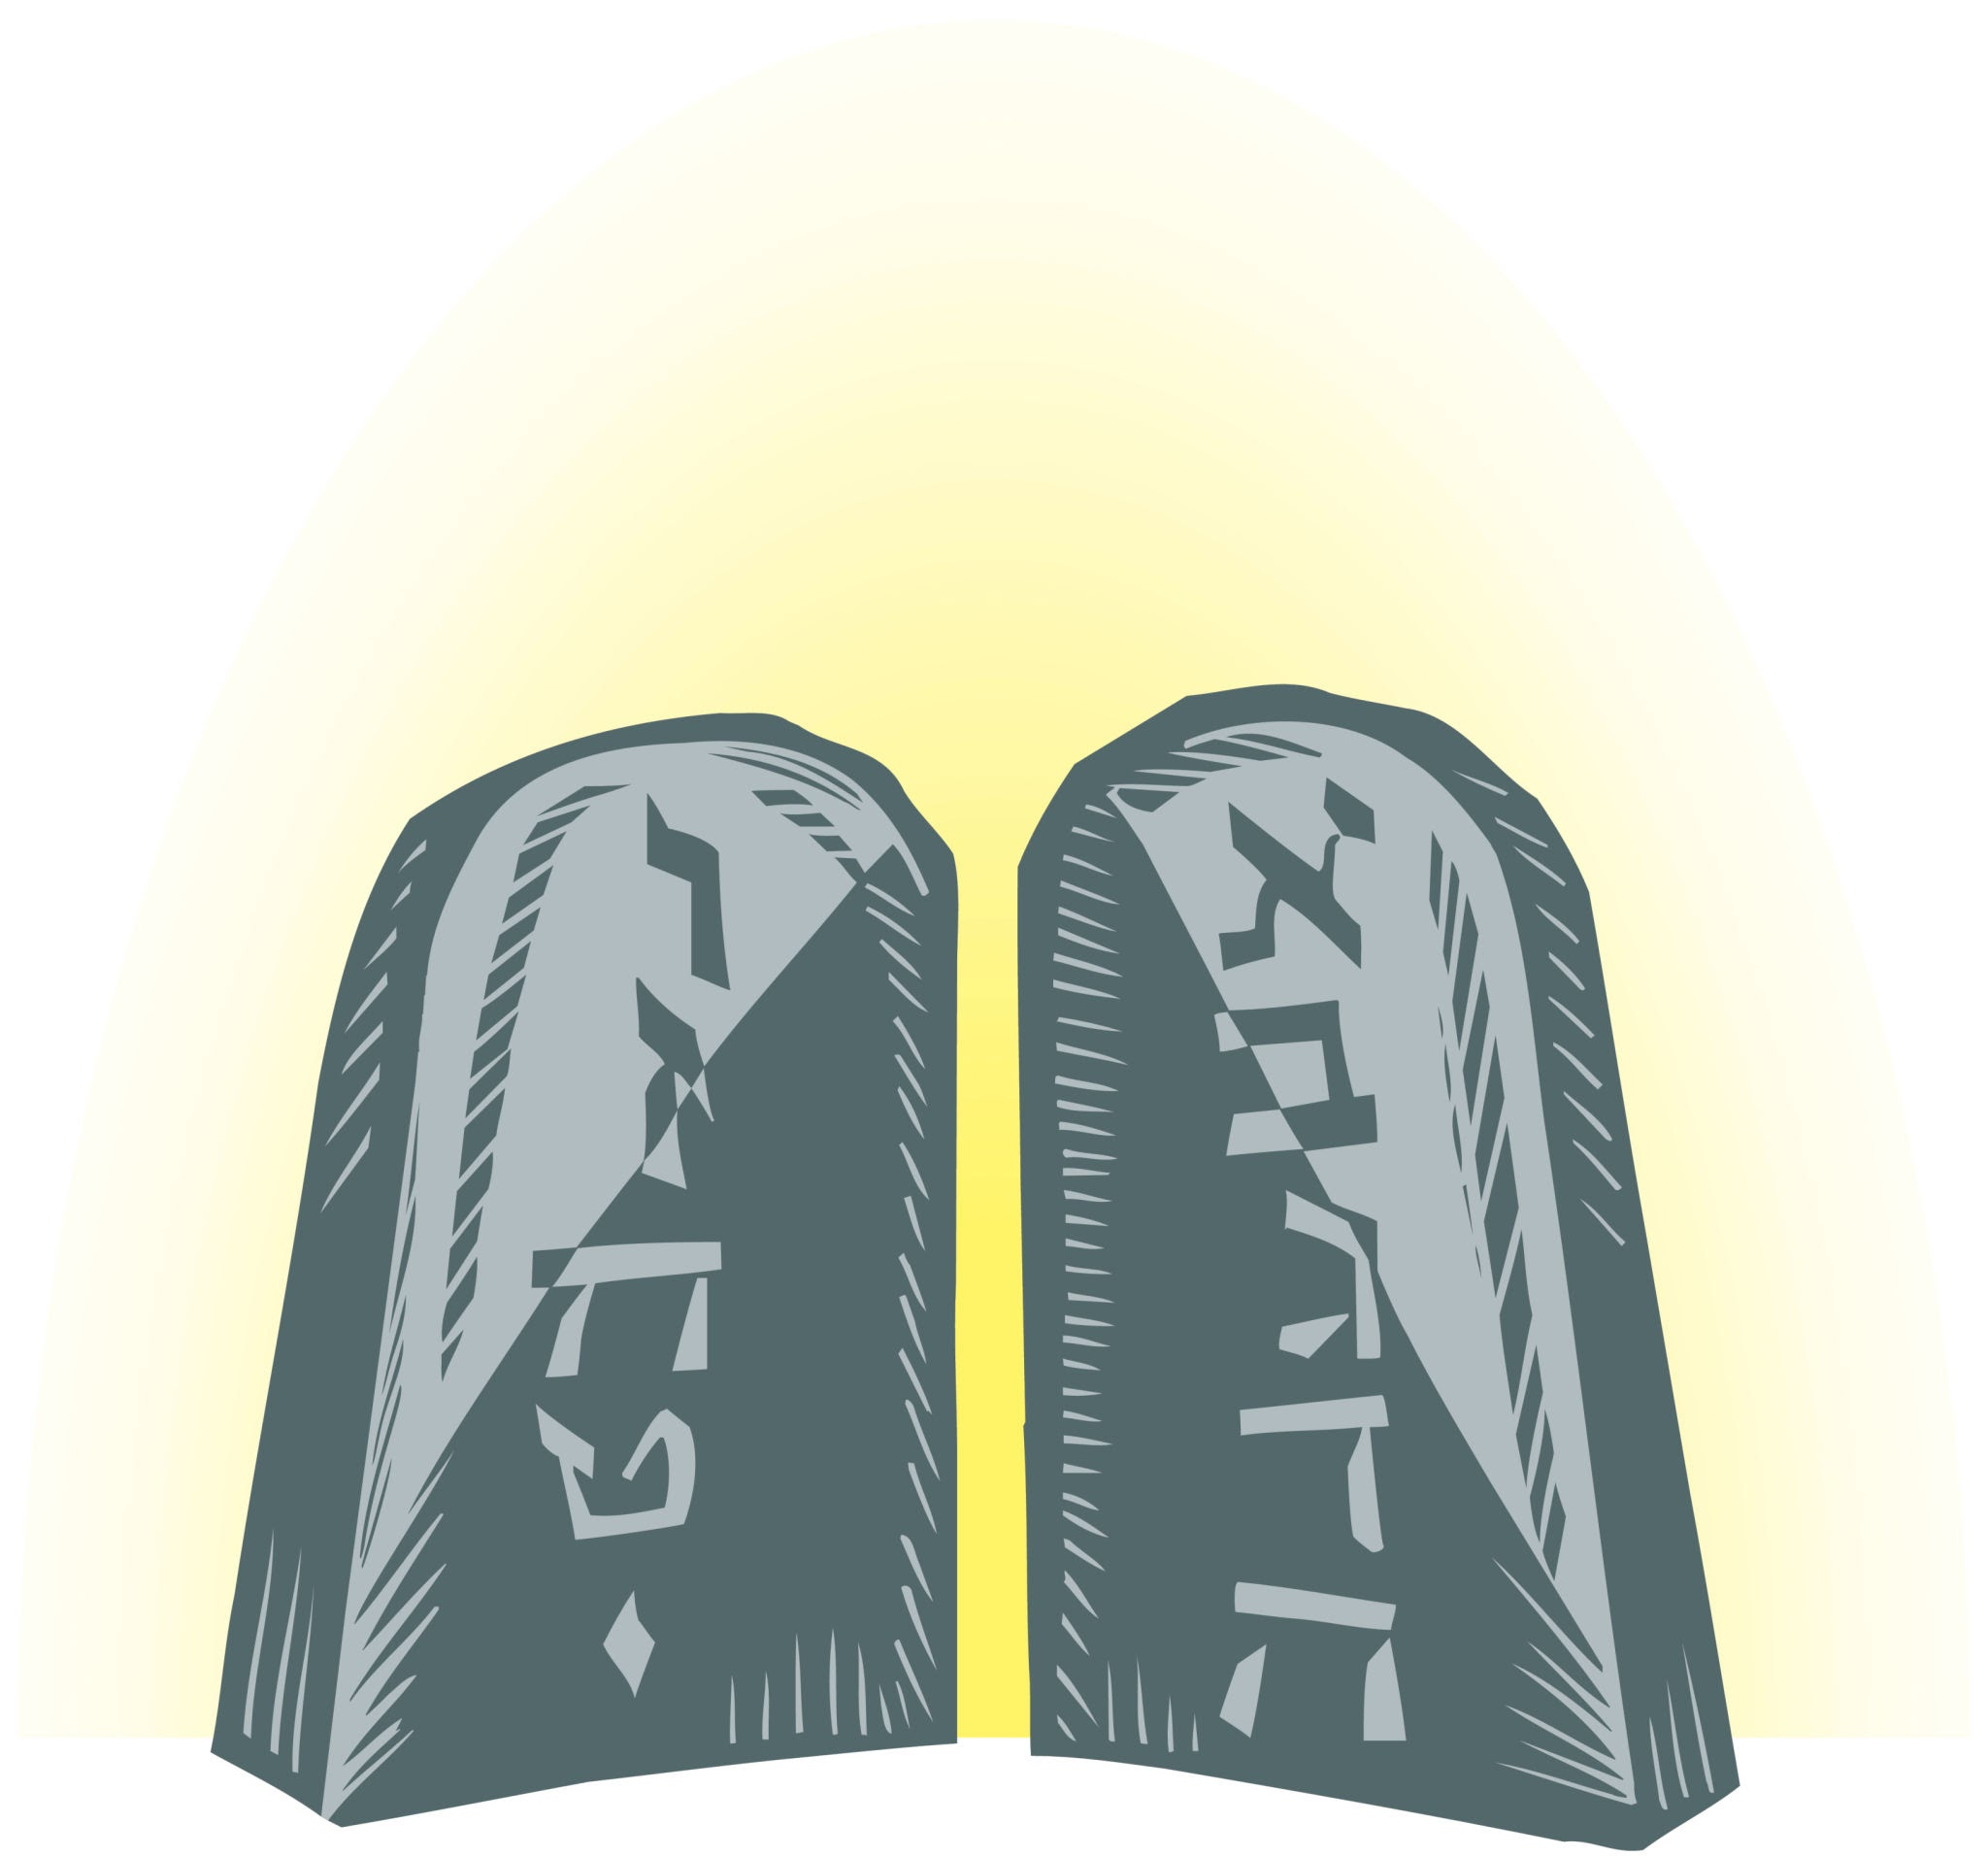 א
ב
ג
ד
ה
ו
ז
ח
ט
י